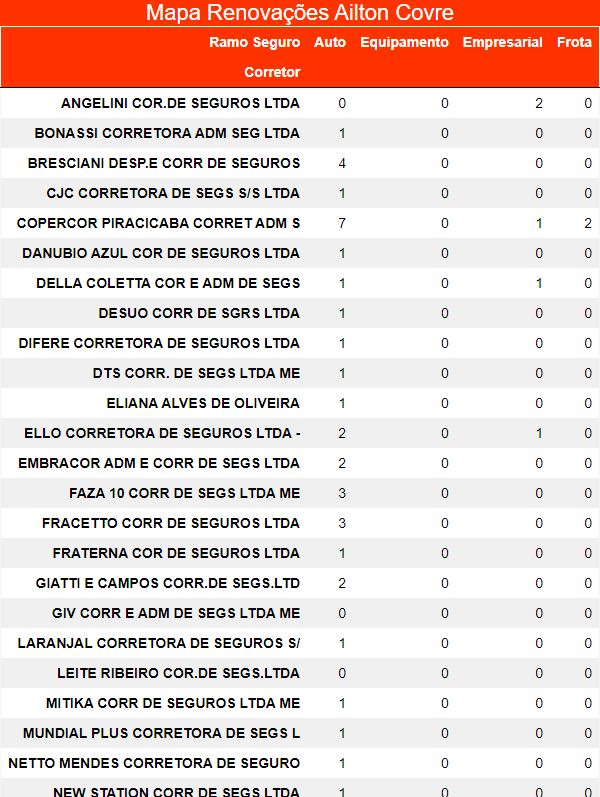 Mapa Renovações Ailton Covre
Ramo Seguro Auto Equipamento Empresarial Frota
Corretor
ANGELINI COR.DE SEGUROS LTDA 0 0 2 0
BONASSI CORRETORA ADM SEG LTDA 1 0 0 0
BRESCIANI DESP.E CORR DE SEGUROS 4 0 0 0
CJC CORRETORA DE SEGS S/S LTDA 1 0 0 0
COPERCOR PIRACICABA CORRET ADM S 7 0 1 2
DANUBIO AZUL COR DE SEGUROS LTDA 1 0 0 0
DELLA COLETTA COR E ADM DE SEGS 1 0 1 0
DESUO CORR DE SGRS LTDA 1 0 0 0
DIFERE CORRETORA DE SEGUROS LTDA 1 0 0 0
DTS CORR. DE SEGS LTDA ME 1 0 0 0
ELIANA ALVES DE OLIVEIRA 1 0 0 0
ELLO CORRETORA DE SEGUROS LTDA - 2 0 1 0
EMBRACOR ADM E CORR DE SEGS LTDA 2 0 0 0
FAZA 10 CORR DE SEGS LTDA ME 3 0 0 0
FRACETTO CORR DE SEGUROS LTDA 3 0 0 0
FRATERNA COR DE SEGUROS LTDA 1 0 0 0
GIATTI E CAMPOS CORR.DE SEGS.LTD 2 0 0 0
GIV CORR E ADM DE SEGS LTDA ME 0 0 0 0
LARANJAL CORRETORA DE SEGUROS S/ 1 0 0 0
LEITE RIBEIRO COR.DE SEGS.LTDA 0 0 0 0
MITIKA CORR DE SEGUROS LTDA ME 1 0 0 0
MUNDIAL PLUS CORRETORA DE SEGS L 1 0 0 0
NETTO MENDES CORRETORA DE SEGURO 1 0 0 0
NEW STATION CORR DE SEGS LTDA 1 0 0 0